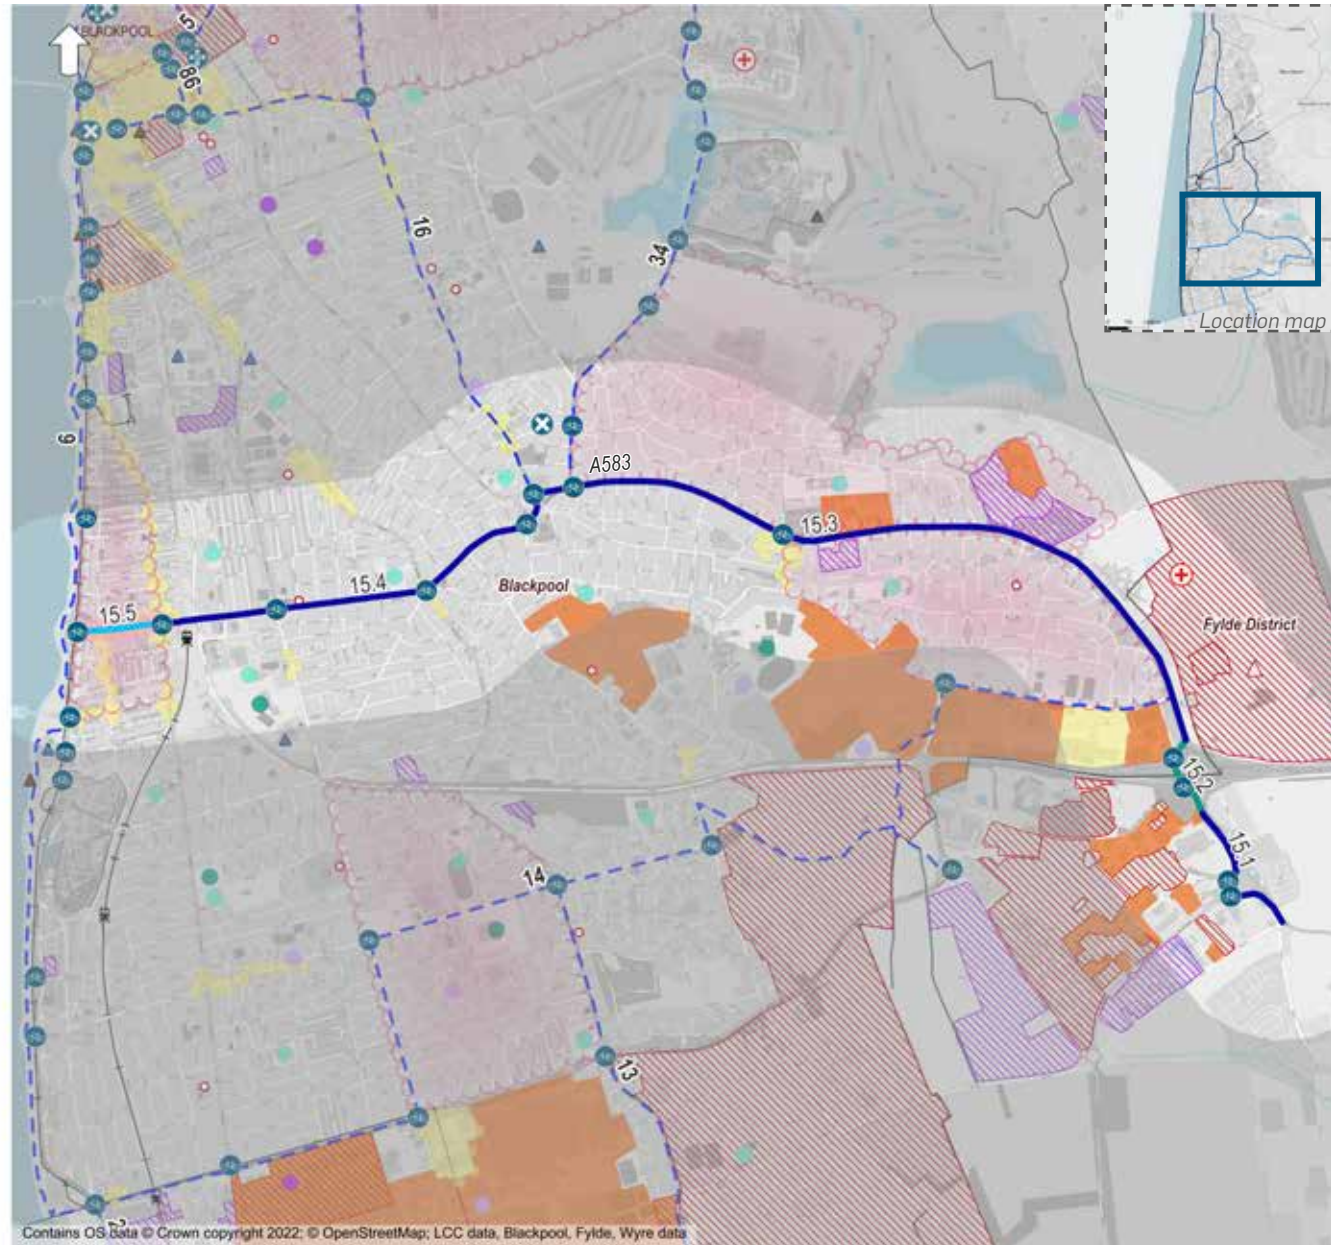 BLACKPOOL
5
86
16
34
6
Location map
A583
15.3
15.4
Blackpool
15.5
Fylde District
15.2
15.1
14
13
Contains OS data © Crown copyright 2022; © OpenStreetMap; LCC data, Blackpool, Fylde, Wyre data